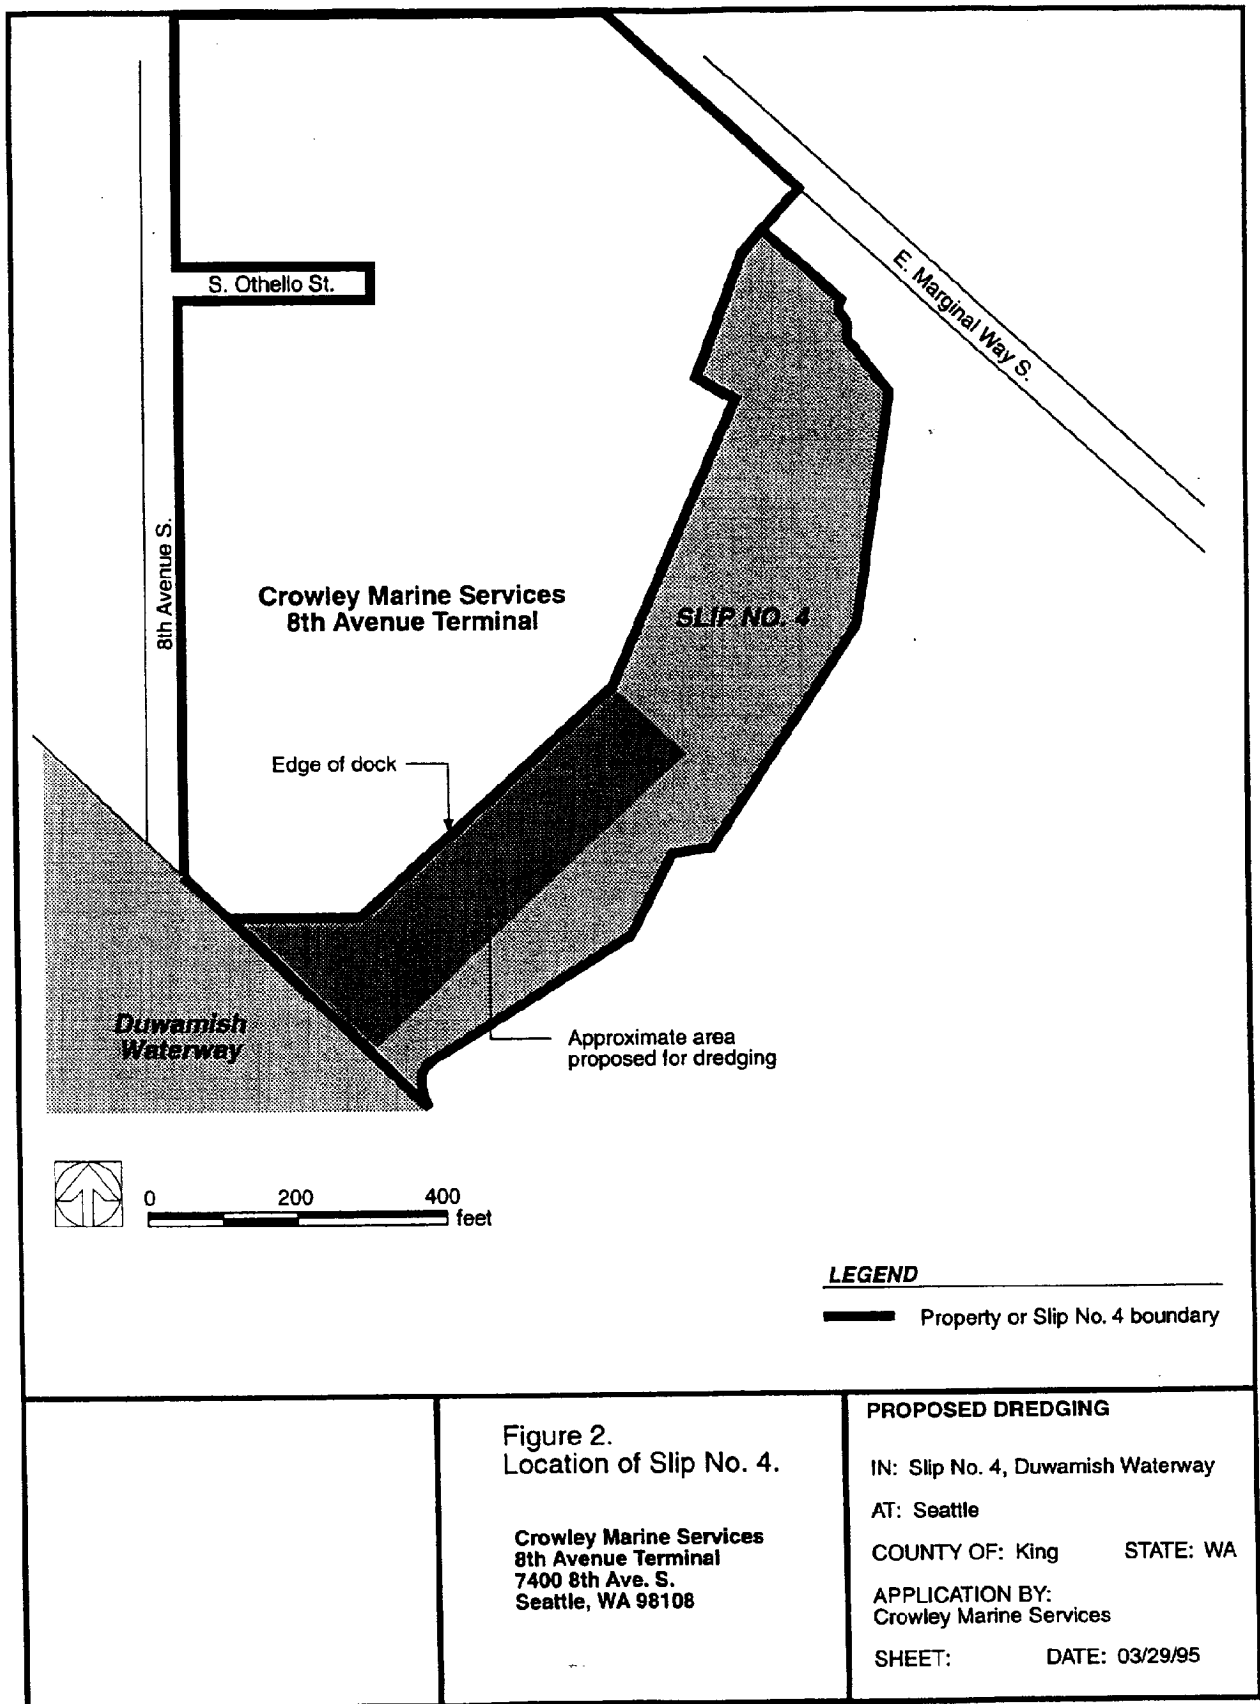 S. Othello St.
E. Marginal Way S.
8th Avenue S.
Crowley Marine Services
8th Avenue Terminal
SLIP NO. 4
Edge of dock
Duwamish
Waterway
Approximate area
proposed for dredging
0 200 400
feet
LEGEND
Property or Slip No. 4 boundary
Figure 2.
Location of Slip No. 4.
Crowley Marine Services
8th Avenue Terminal
7400 8th Ave. S.
Seattle, WA 98108
PROPOSED DREDGING
IN: Slip No. 4, Duwamish Waterway
AT: Seattle
COUNTY OF: King STATE: WA
APPLICATION BY:
Crowley Marine Services
SHEET: DATE: 03/29/95